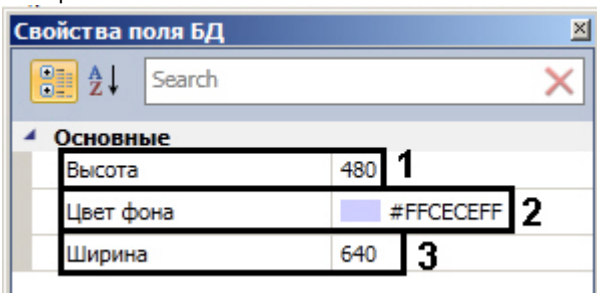 Свойства поля БД
A
Z
Search
Основные
Высота 480 1
Цвет фона #FFCECEFF 2
Ширина 640 3